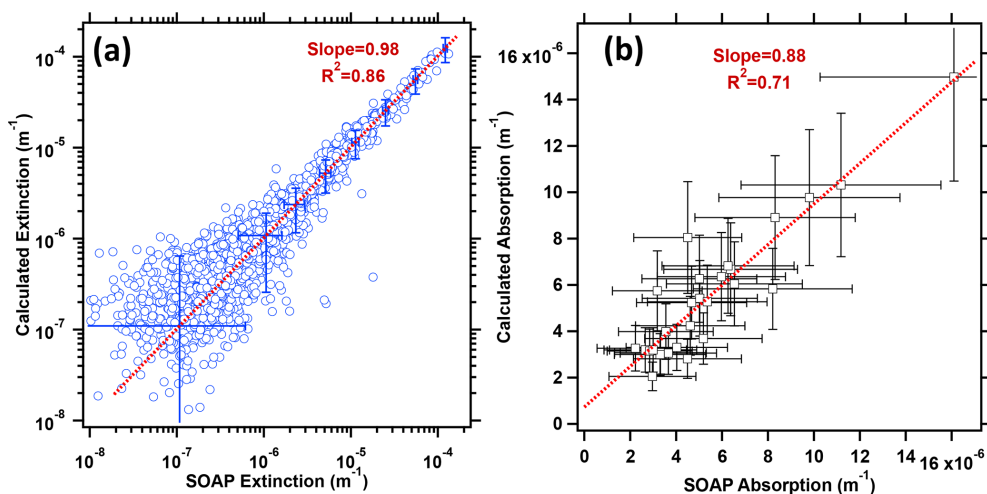 (a)
Slope=0.98
R²=0.86
Calculated Extinction (m⁻¹)
10⁻⁴
10⁻⁵
10⁻⁶
10⁻⁷
10⁻⁸
10⁻⁸ 10⁻⁷ 10⁻⁶ 10⁻⁵ 10⁻⁴
SOAP Extinction (m⁻¹)
(b)
Slope=0.88
R²=0.71
Calculated Absorption (m⁻¹)
16 x10⁻⁶
14
12
10
8
6
4
2
0
0 2 4 6 8 10 12 14 16 x10⁻⁶
SOAP Absorption (m⁻¹)